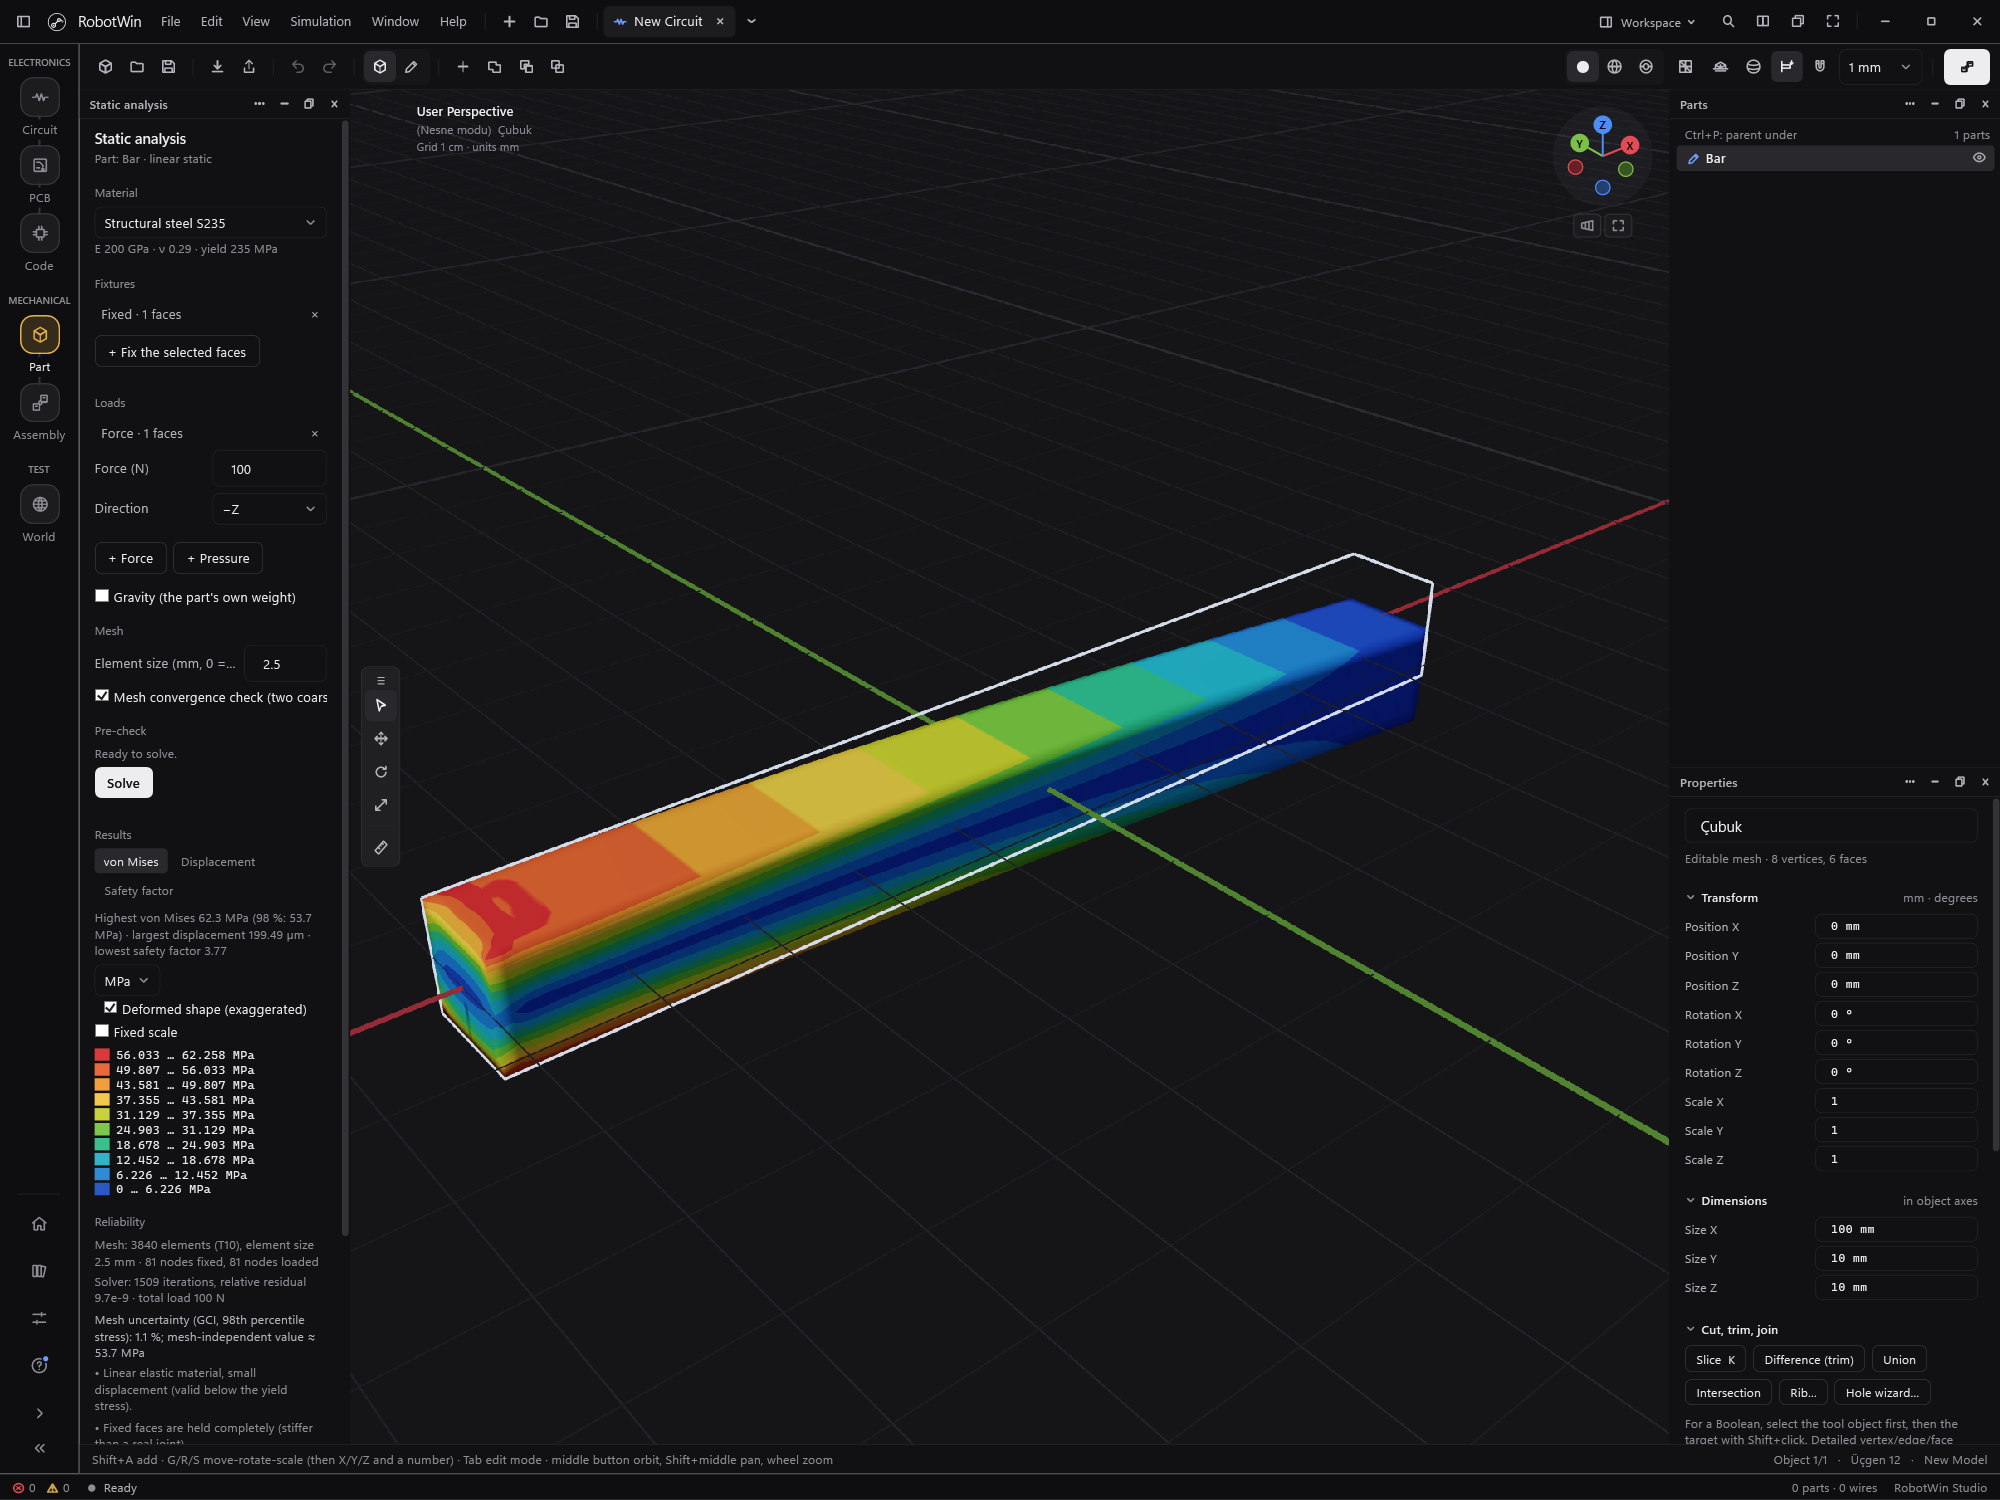 RobotWin File Edit View Simulation Window Help New Circuit Workspace
ELECTRONICS
Circuit
PCB
Code
MECHANICAL
Part
Assembly
TEST
World
1 mm
Static analysis
Static analysis
Part: Bar · linear static
Material
Structural steel S235
E 200 GPa · ν 0.29 · yield 235 MPa
Fixtures
Fixed · 1 faces
+ Fix the selected faces
Loads
Force · 1 faces
Force (N) 100
Direction −Z
+ Force + Pressure
Gravity (the part's own weight)
Mesh
Element size (mm, 0 =... 2.5
Mesh convergence check (two coars
Pre-check
Ready to solve.
Solve
Results
von Mises Displacement
Safety factor
Highest von Mises 62.3 MPa (98 %: 53.7
MPa) · largest displacement 199.49 µm ·
lowest safety factor 3.77
MPa
Deformed shape (exaggerated)
Fixed scale
56.033 … 62.258 MPa
49.807 … 56.033 MPa
43.581 … 49.807 MPa
37.355 … 43.581 MPa
31.129 … 37.355 MPa
24.903 … 31.129 MPa
18.678 … 24.903 MPa
12.452 … 18.678 MPa
6.226 … 12.452 MPa
0 … 6.226 MPa
Reliability
Mesh: 3840 elements (T10), element size
2.5 mm · 81 nodes fixed, 81 nodes loaded
Solver: 1509 iterations, relative residual
9.7e-9 · total load 100 N
Mesh uncertainty (GCI, 98th percentile
stress): 1.1 %; mesh-independent value ≈
53.7 MPa
• Linear elastic material, small
displacement (valid below the yield
stress).
• Fixed faces are held completely (stiffer
than a real joint)
User Perspective
(Nesne modu) Çubuk
Grid 1 cm · units mm
Z
Y
X
Parts
Ctrl+P: parent under 1 parts
Bar
Properties
Çubuk
Editable mesh · 8 vertices, 6 faces
Transform mm · degrees
Position X 0 mm
Position Y 0 mm
Position Z 0 mm
Rotation X 0 °
Rotation Y 0 °
Rotation Z 0 °
Scale X 1
Scale Y 1
Scale Z 1
Dimensions in object axes
Size X 100 mm
Size Y 10 mm
Size Z 10 mm
Cut, trim, join
Slice K Difference (trim) Union
Intersection Rib... Hole wizard...
For a Boolean, select the tool object first, then the
target with Shift+click. Detailed vertex/edge/face
Shift+A add · G/R/S move-rotate-scale (then X/Y/Z and a number) · Tab edit mode · middle button orbit, Shift+middle pan, wheel zoom
Object 1/1 · Üçgen 12 · New Model
0 0 Ready
0 parts · 0 wires RobotWin Studio